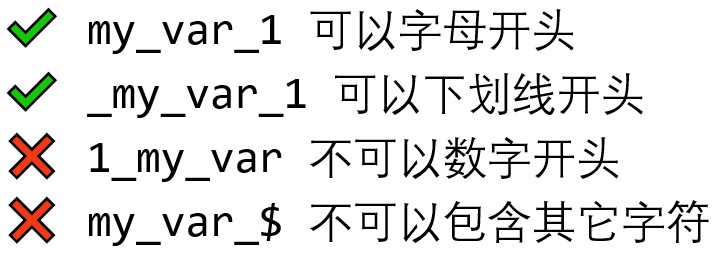 my_var_1 可以字母开头
_my_var_1 可以下划线开头
1_my_var 不可以数字开头
my_var_$ 不可以包含其它字符